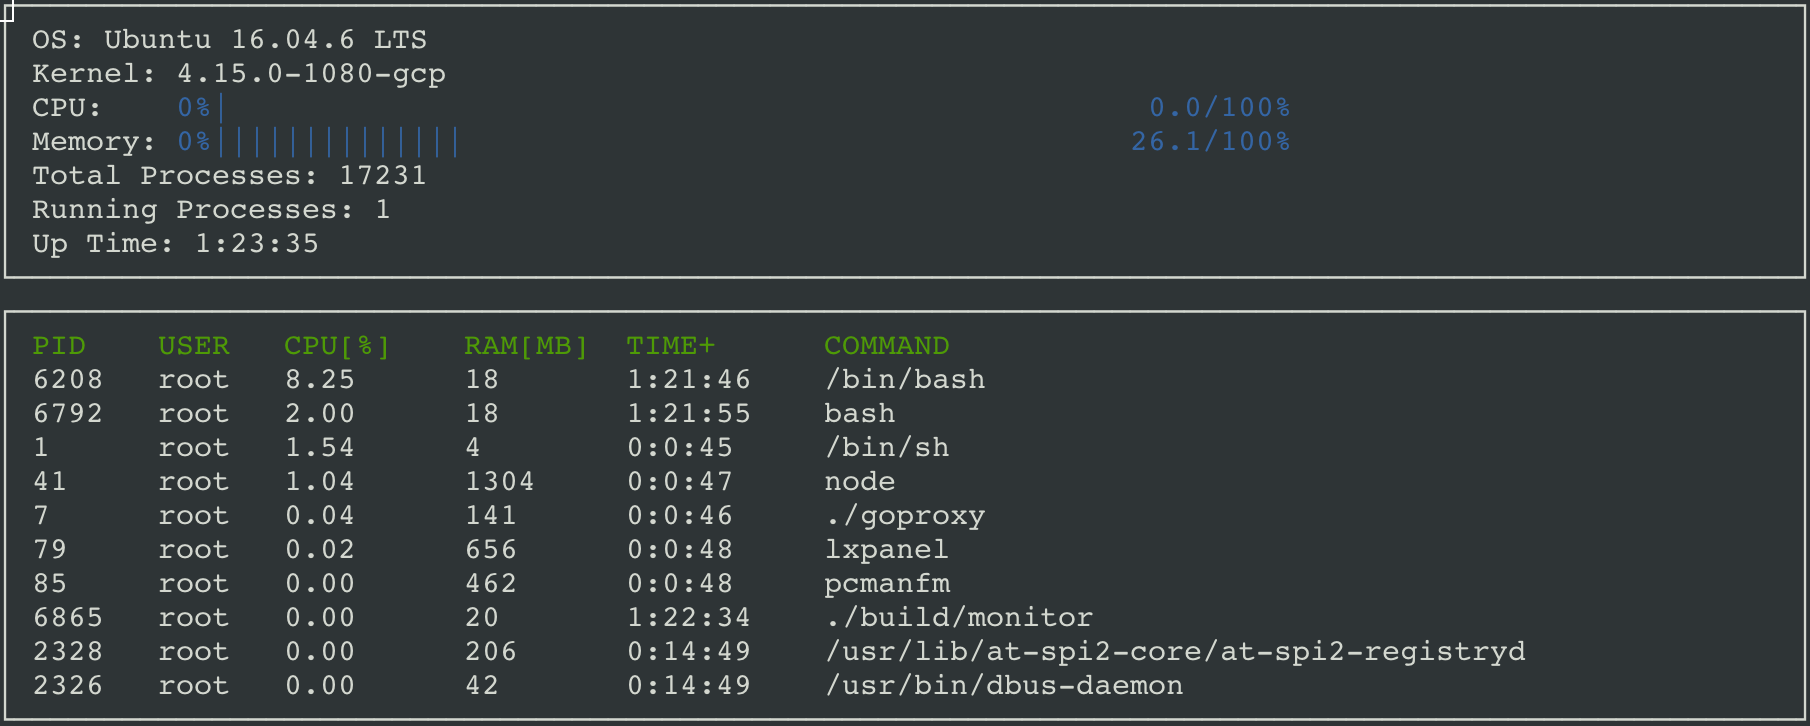 OS: Ubuntu 16.04.6 LTS
Kernel: 4.15.0-1080-gcp
CPU: 0%| 0.0/100%
Memory: 0%|||||||||||||| 26.1/100%
Total Processes: 17231
Running Processes: 1
Up Time: 1:23:35
PID USER CPU[%] RAM[MB] TIME+ COMMAND
6208 root 8.25 18 1:21:46 /bin/bash
6792 root 2.00 18 1:21:55 bash
1 root 1.54 4 0:0:45 /bin/sh
41 root 1.04 1304 0:0:47 node
7 root 0.04 141 0:0:46 ./goproxy
79 root 0.02 656 0:0:48 lxpanel
85 root 0.00 462 0:0:48 pcmanfm
6865 root 0.00 20 1:22:34 ./build/monitor
2328 root 0.00 206 0:14:49 /usr/lib/at-spi2-core/at-spi2-registryd
2326 root 0.00 42 0:14:49 /usr/bin/dbus-daemon